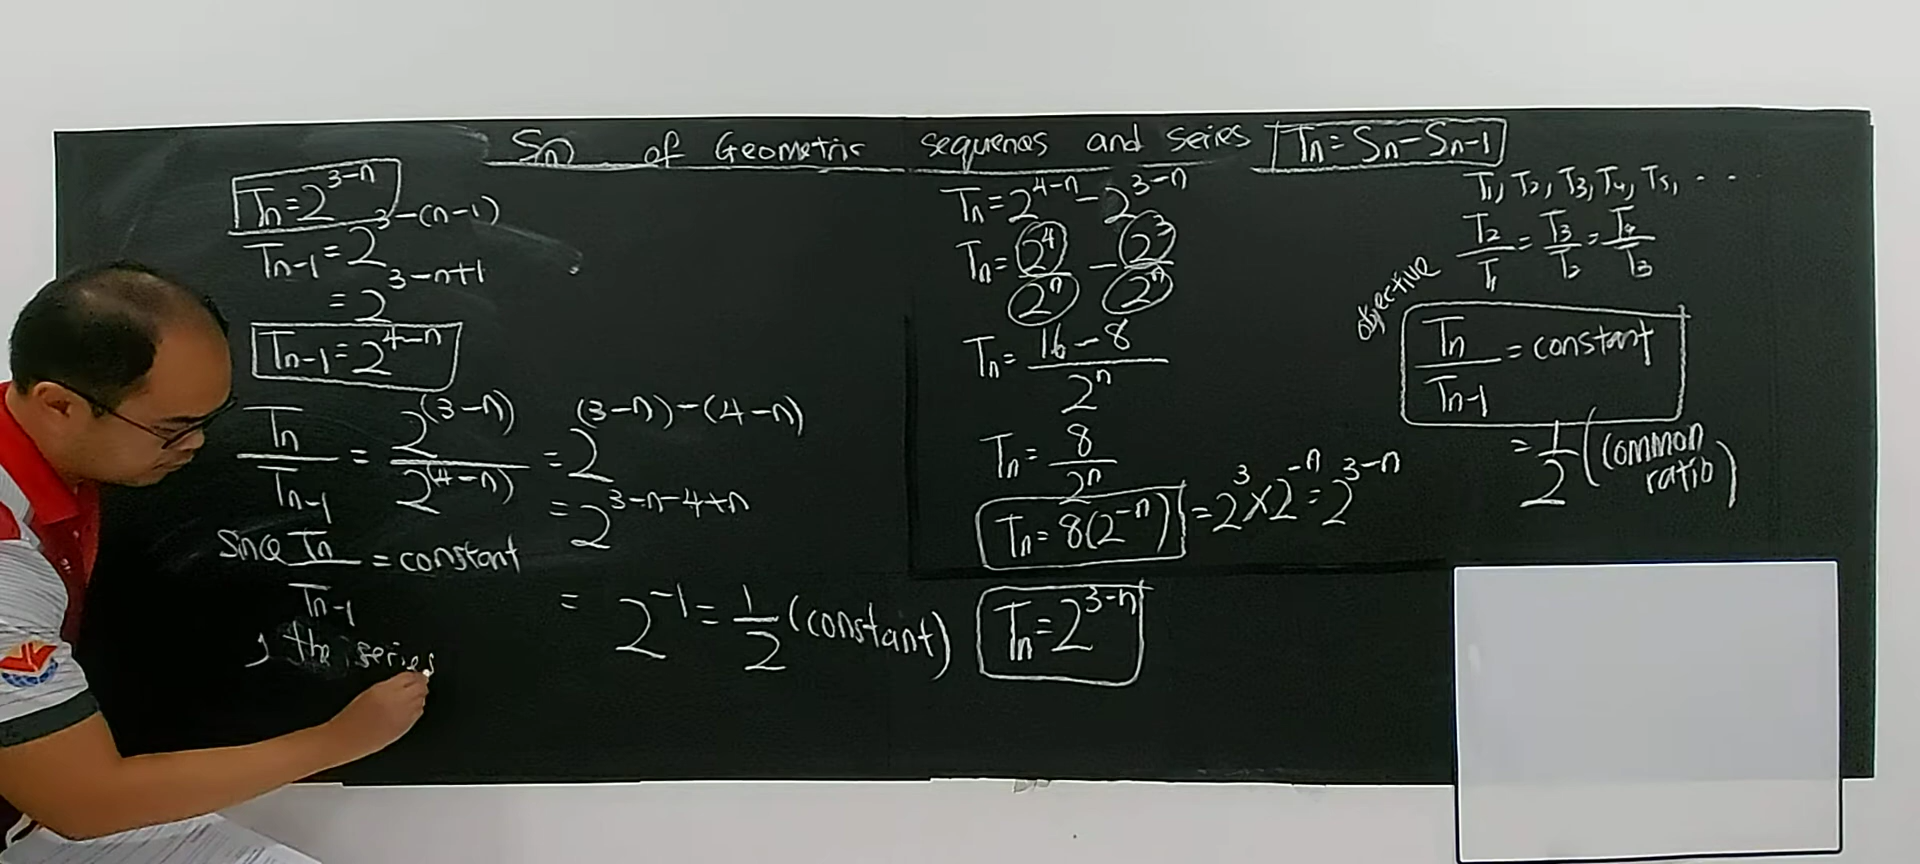 Sn of Geometric sequences and series Tn = Sn - Sn-1
Tn = 2^{3-n}
Tn-1 = 2^{3-(n-1)}
= 2^{3-n+1}
Tn-1 = 2^{4-n}
Tn/Tn-1 = 2^{(3-n)}/2^{(4-n)} = 2^{(3-n)-(4-n)}
= 2^{3-n-4+n}
= 2^{-1} = 1/2 (constant)
Since Tn/Tn-1 = constant
, the series
Tn = 2^{4-n} - 2^{3-n}
Tn = 2^4/2^n - 2^3/2^n
Tn = 16-8/2^n
Tn = 8/2^n
Tn = 8(2^{-n}) = 2^3 × 2^{-n} = 2^{3-n}
Tn = 2^{3-n}
T1, T2, T3, T4, T5, . . .
T2/T1 = T3/T2 = T4/T3
objective
Tn/Tn-1 = constant
= 1/2 (common
ratio)